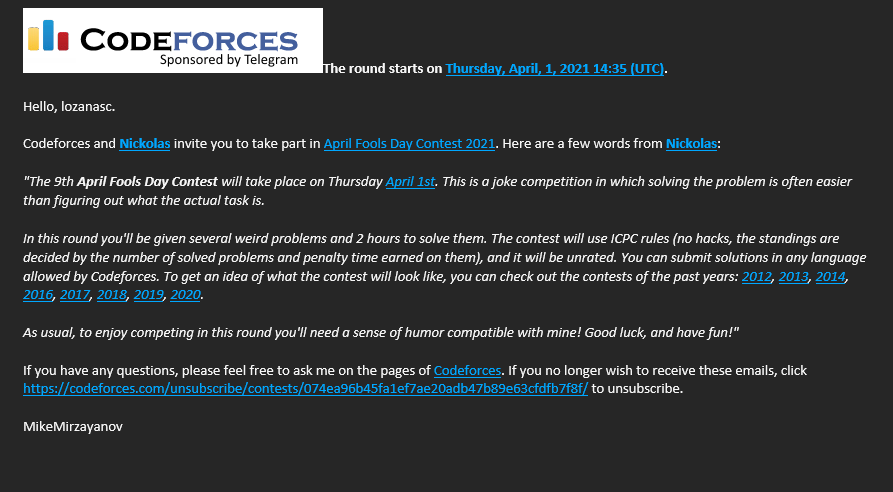 CODEFORCES
Sponsored by Telegram
The round starts on Thursday, April, 1, 2021 14:35 (UTC).
Hello, lozanasc.
Codeforces and Nickolas invite you to take part in April Fools Day Contest 2021. Here are a few words from Nickolas:
"The 9th April Fools Day Contest will take place on Thursday April 1st. This is a joke competition in which solving the problem is often easier
than figuring out what the actual task is.
In this round you'll be given several weird problems and 2 hours to solve them. The contest will use ICPC rules (no hacks, the standings are
decided by the number of solved problems and penalty time earned on them), and it will be unrated. You can submit solutions in any language
allowed by Codeforces. To get an idea of what the contest will look like, you can check out the contests of the past years: 2012, 2013, 2014,
2016, 2017, 2018, 2019, 2020.
As usual, to enjoy competing in this round you'll need a sense of humor compatible with mine! Good luck, and have fun!"
If you have any questions, please feel free to ask me on the pages of Codeforces. If you no longer wish to receive these emails, click
https://codeforces.com/unsubscribe/contests/074ea96b45fa1ef7ae20adb47b89e63cfdfb7f8f/ to unsubscribe.
MikeMirzayanov